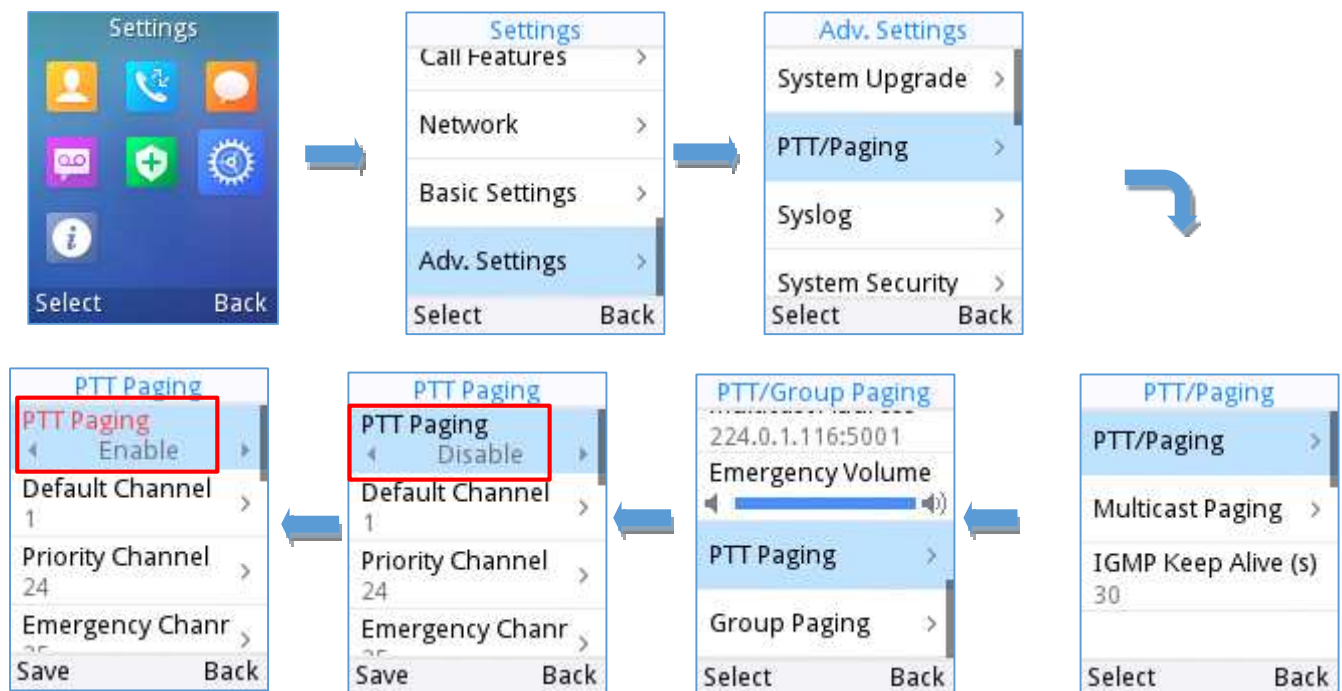 Settings
Select Back
Settings
Call Features
Network
Basic Settings
Adv. Settings
Select Back
Adv. Settings
System Upgrade
PTT/Paging
Syslog
System Security
Select Back
PTT Paging
PTT Paging
Enable
Default Channel
1
Priority Channel
24
Emergency Chanr
Save Back
PTT Paging
PTT Paging
Disable
Default Channel
1
Priority Channel
24
Emergency Chanr
Save Back
PTT/Group Paging
224.0.1.116:5001
Emergency Volume
PTT Paging
Group Paging
Select Back
PTT/Paging
PTT/Paging
Multicast Paging
IGMP Keep Alive (s)
30
Select Back